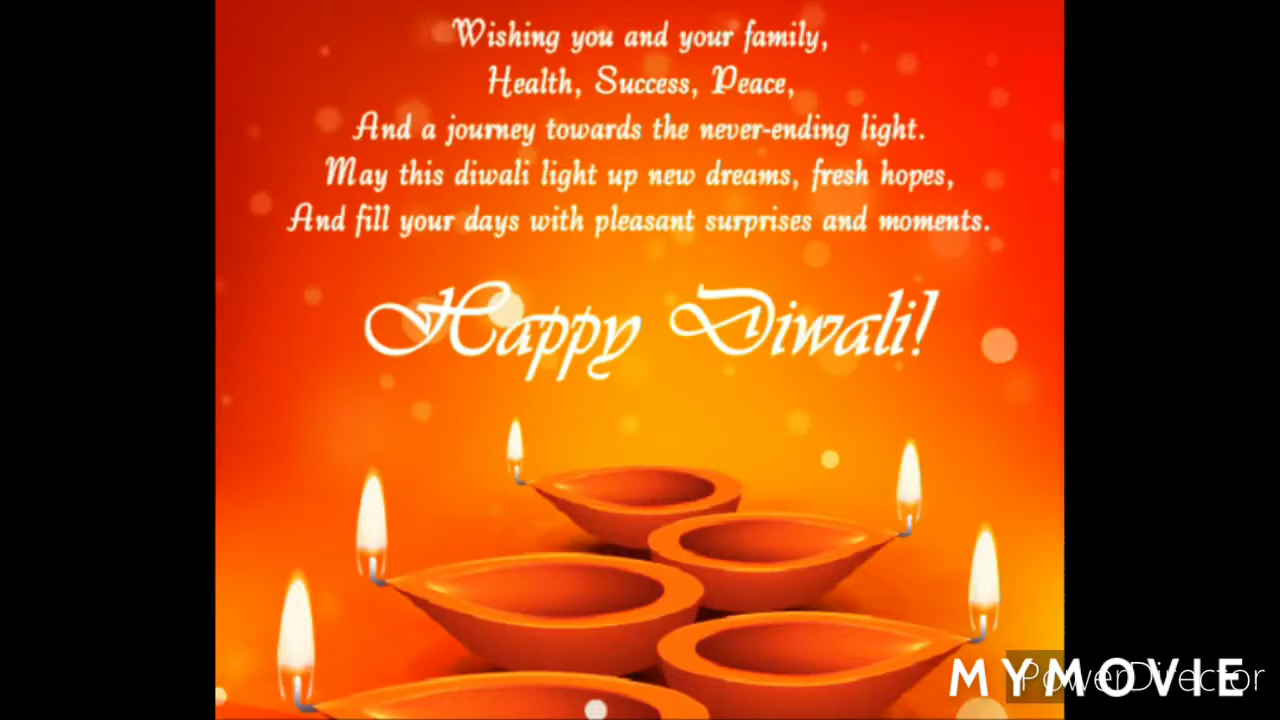 Wishing you and your family,
Health, Success, Peace,
And a journey towards the never-ending light.
May this diwali light up new dreams, fresh hopes,
And fill your days with pleasant surprises and moments.
Happy Diwali!
MYMOVIE
PowerDirector